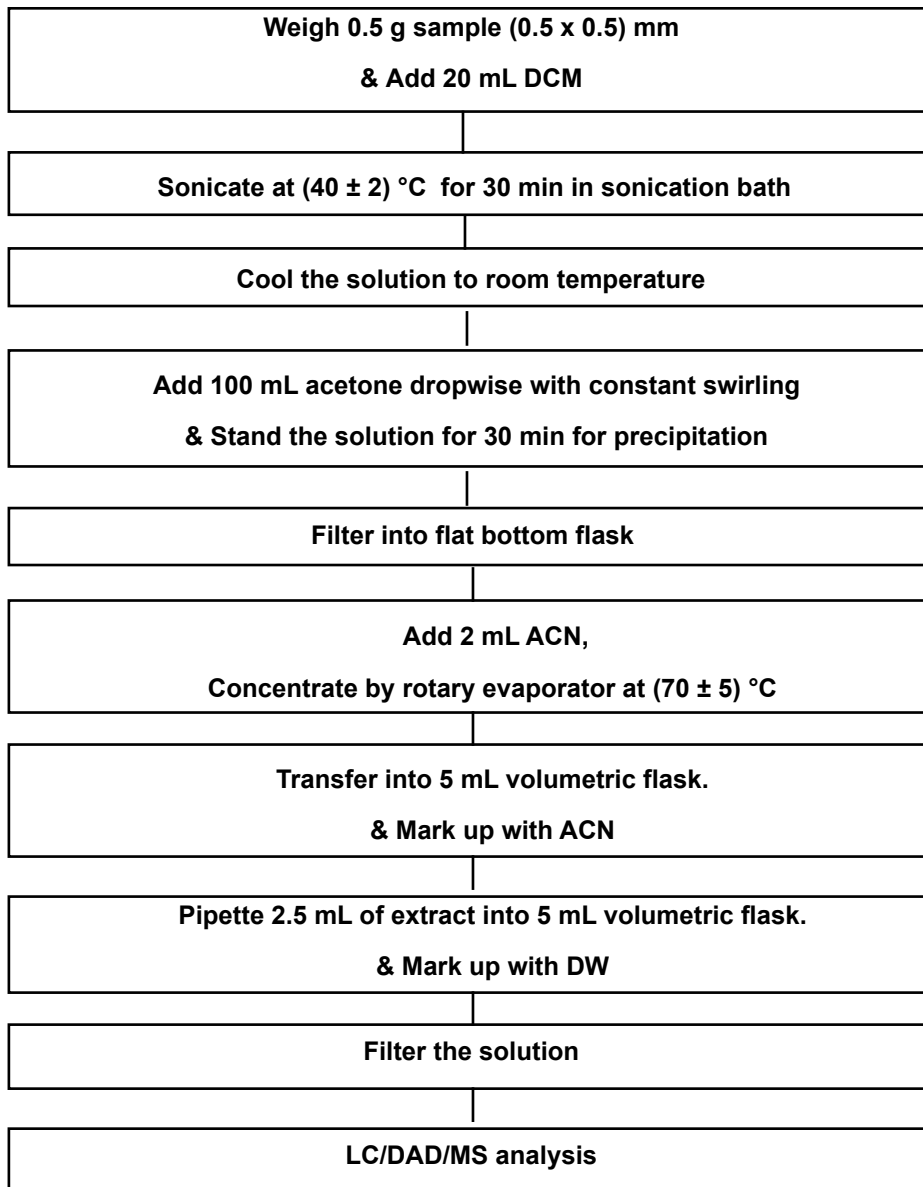 Weigh 0.5 g sample (0.5 x 0.5) mm
& Add 20 mL DCM
Sonicate at (40 ± 2) °C for 30 min in sonication bath
Cool the solution to room temperature
Add 100 mL acetone dropwise with constant swirling
& Stand the solution for 30 min for precipitation
Filter into flat bottom flask
Add 2 mL ACN,
Concentrate by rotary evaporator at (70 ± 5) °C
Transfer into 5 mL volumetric flask.
& Mark up with ACN
Pipette 2.5 mL of extract into 5 mL volumetric flask.
& Mark up with DW
Filter the solution
LC/DAD/MS analysis